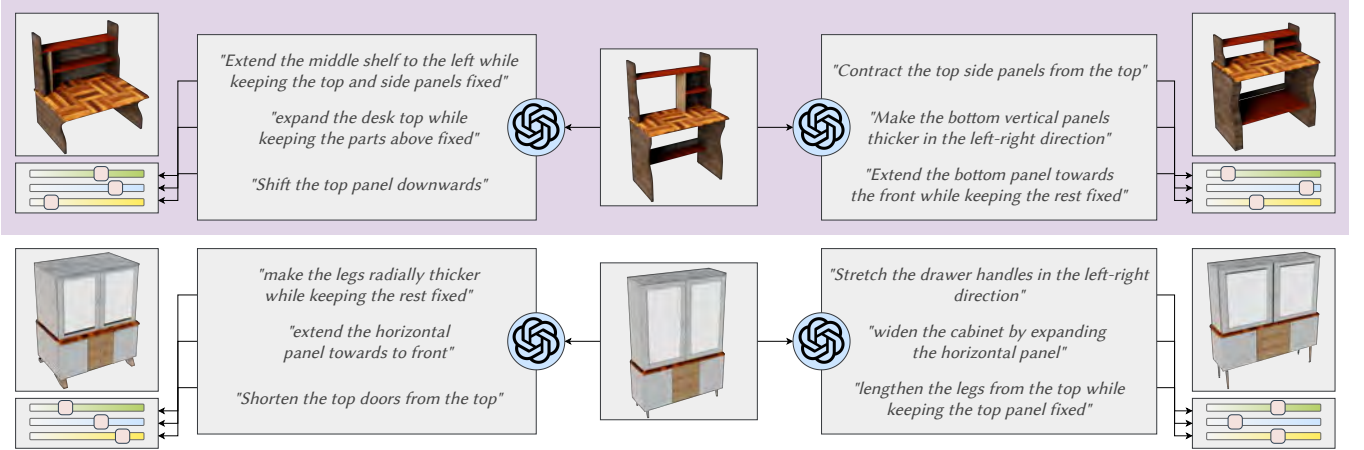 "Extend the middle shelf to the left while
keeping the top and side panels fixed"
"expand the desk top while
keeping the parts above fixed"
"Shift the top panel downwards"
"Contract the top side panels from the top"
"Make the bottom vertical panels
thicker in the left-right direction"
"Extend the bottom panel towards
the front while keeping the rest fixed"
"make the legs radially thicker
while keeping the rest fixed"
"extend the horizontal
panel towards to front"
"Shorten the top doors from the top"
"Stretch the drawer handles in the left-right
direction"
"widen the cabinet by expanding
the horizontal panel"
"lengthen the legs from the top while
keeping the top panel fixed"